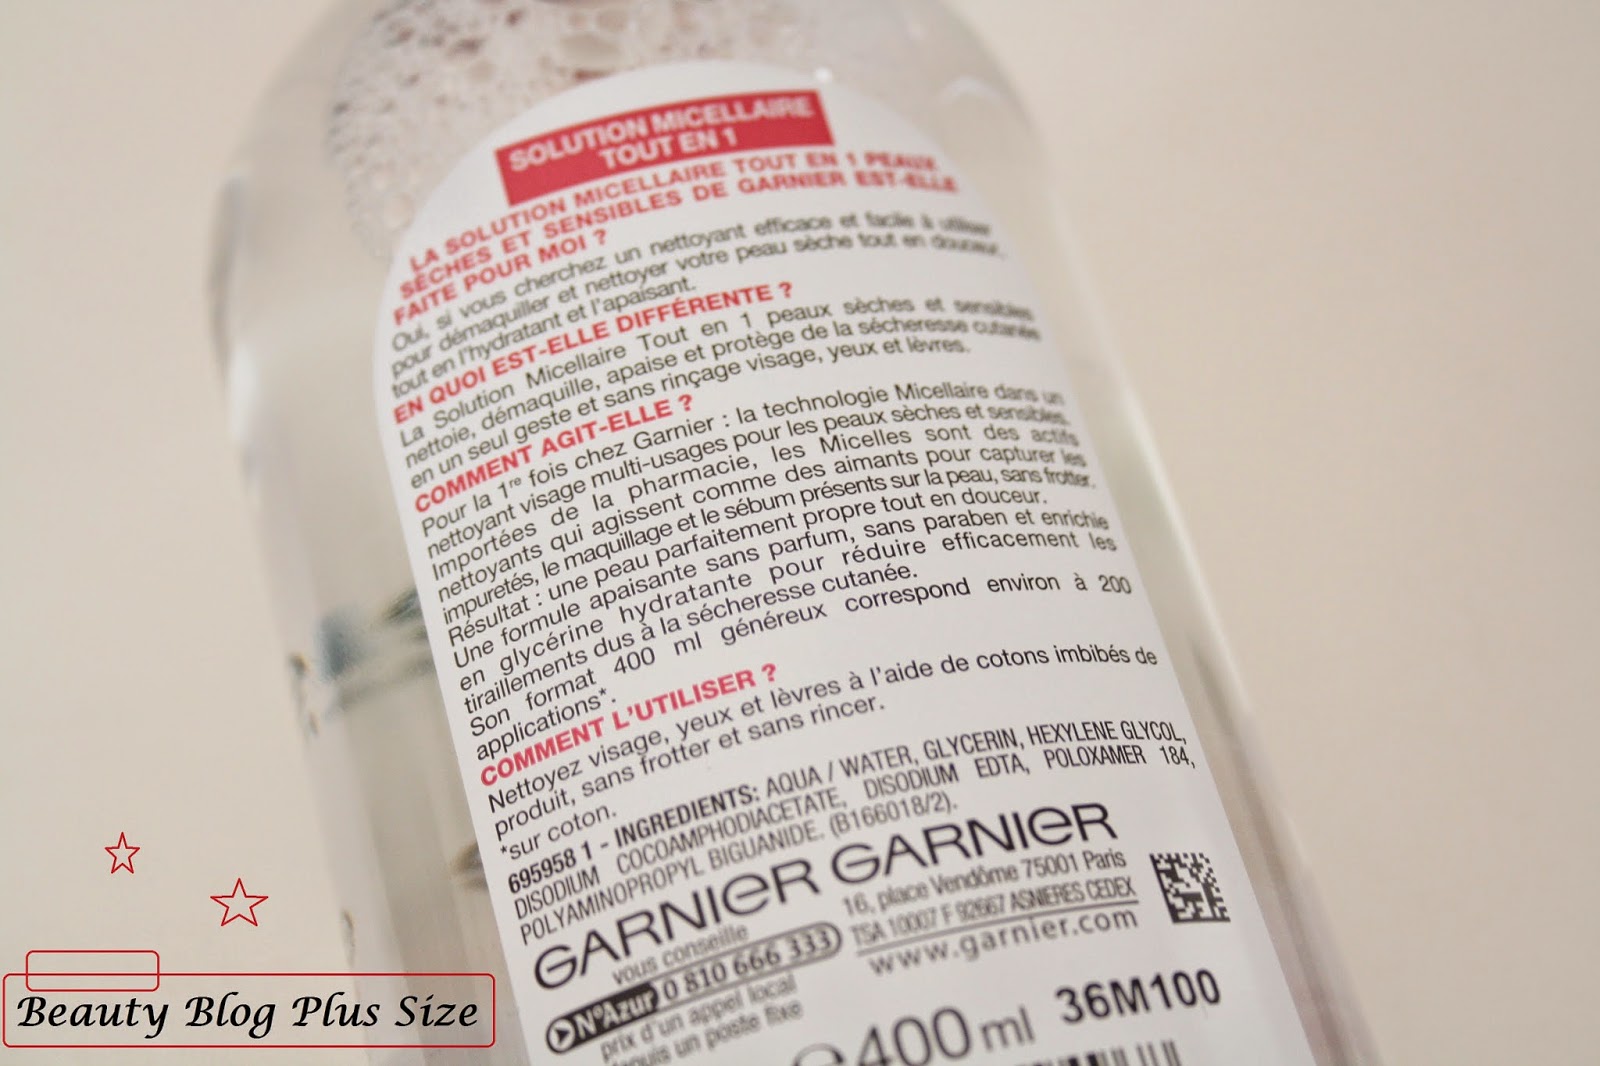 SOLUTION MICELLAIRE
TOUT EN 1
LA SOLUTION MICELLAIRE TOUT EN 1 PEAUX
SÈCHES ET SENSIBLES DE GARNIER EST-ELLE
FAITE POUR MOI ?
Oui, si vous cherchez un nettoyant efficace et facile à utiliser
pour démaquiller et nettoyer votre peau sèche tout en douceur,
tout en l'hydratant et l'apaisant.
EN QUOI EST-ELLE DIFFÉRENTE ?
La Solution Micellaire Tout en 1 peaux sèches et sensibles
nettoie, démaquille, apaise et protège de la sécheresse cutanée
en un seul geste et sans rinçage visage, yeux et lèvres.
COMMENT AGIT-ELLE ?
Pour la 1re fois chez Garnier : la technologie Micellaire dans un
nettoyant visage multi-usages pour les peaux sèches et sensibles.
Importées de la pharmacie, les Micelles sont des actifs
nettoyants qui agissent comme des aimants pour capturer les
impuretés, le maquillage et le sébum présents sur la peau, sans frotter.
Résultat : une peau parfaitement propre tout en douceur.
Une formule apaisante sans parfum, sans paraben et enrichie
en glycérine hydratante pour réduire efficacement les
tiraillements dus à la sécheresse cutanée.
Son format 400 ml généreux correspond environ à 200
applications*.
COMMENT L'UTILISER ?
Nettoyez visage, yeux et lèvres à l'aide de cotons imbibés de
produit, sans frotter et sans rincer.
*sur coton.
695958 1 - INGREDIENTS: AQUA / WATER, GLYCERIN, HEXYLENE GLYCOL,
DISODIUM COCOAMPHODIACETATE, DISODIUM EDTA, POLOXAMER 184,
POLYAMINOPROPYL BIGUANIDE. (B166018/2).
GARNIER GARNIER
vous conseille
N°Azur 0 810 666 333
prix d'un appel local
depuis un poste fixe
16, place Vendôme 75001 Paris
TSA 10007 F 92667 ASNIERES CEDEX
www.garnier.com
℮400 ml 36M100
Beauty Blog Plus Size